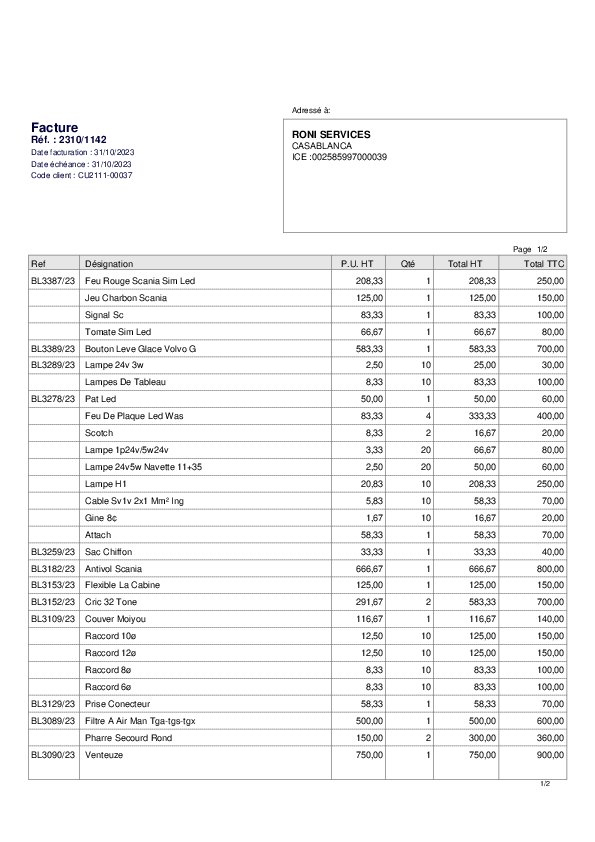 Adressé à:
Facture
Réf. : 2310/1142
Date facturation : 31/10/2023
Date échéance : 31/10/2023
Code client : CU2111-00037
RONI SERVICES
CASABLANCA
ICE :002585997000039
Page 1/2
Ref Désignation P.U. HT Qté Total HT Total TTC
BL3387/23 Feu Rouge Scania Sim Led 208,33 1 208,33 250,00
Jeu Charbon Scania 125,00 1 125,00 150,00
Signal Sc 83,33 1 83,33 100,00
Tomate Sim Led 66,67 1 66,67 80,00
BL3389/23 Bouton Leve Glace Volvo G 583,33 1 583,33 700,00
BL3289/23 Lampe 24v 3w 2,50 10 25,00 30,00
Lampes De Tableau 8,33 10 83,33 100,00
BL3278/23 Pat Led 50,00 1 50,00 60,00
Feu De Plaque Led Was 83,33 4 333,33 400,00
Scotch 8,33 2 16,67 20,00
Lampe 1p24v/5w24v 3,33 20 66,67 80,00
Lampe 24v5w Navette 11+35 2,50 20 50,00 60,00
Lampe H1 20,83 10 208,33 250,00
Cable Sv1v 2x1 Mm² Ing 5,83 10 58,33 70,00
Gine 8¢ 1,67 10 16,67 20,00
Attach 58,33 1 58,33 70,00
BL3259/23 Sac Chiffon 33,33 1 33,33 40,00
BL3182/23 Antivol Scania 666,67 1 666,67 800,00
BL3153/23 Flexible La Cabine 125,00 1 125,00 150,00
BL3152/23 Cric 32 Tone 291,67 2 583,33 700,00
BL3109/23 Couver Moiyou 116,67 1 116,67 140,00
Raccord 10ø 12,50 10 125,00 150,00
Raccord 12ø 12,50 10 125,00 150,00
Raccord 8ø 8,33 10 83,33 100,00
Raccord 6ø 8,33 10 83,33 100,00
BL3129/23 Prise Conecteur 58,33 1 58,33 70,00
BL3089/23 Filtre A Air Man Tga-tgs-tgx 500,00 1 500,00 600,00
Pharre Secourd Rond 150,00 2 300,00 360,00
BL3090/23 Venteuze 750,00 1 750,00 900,00
1/2